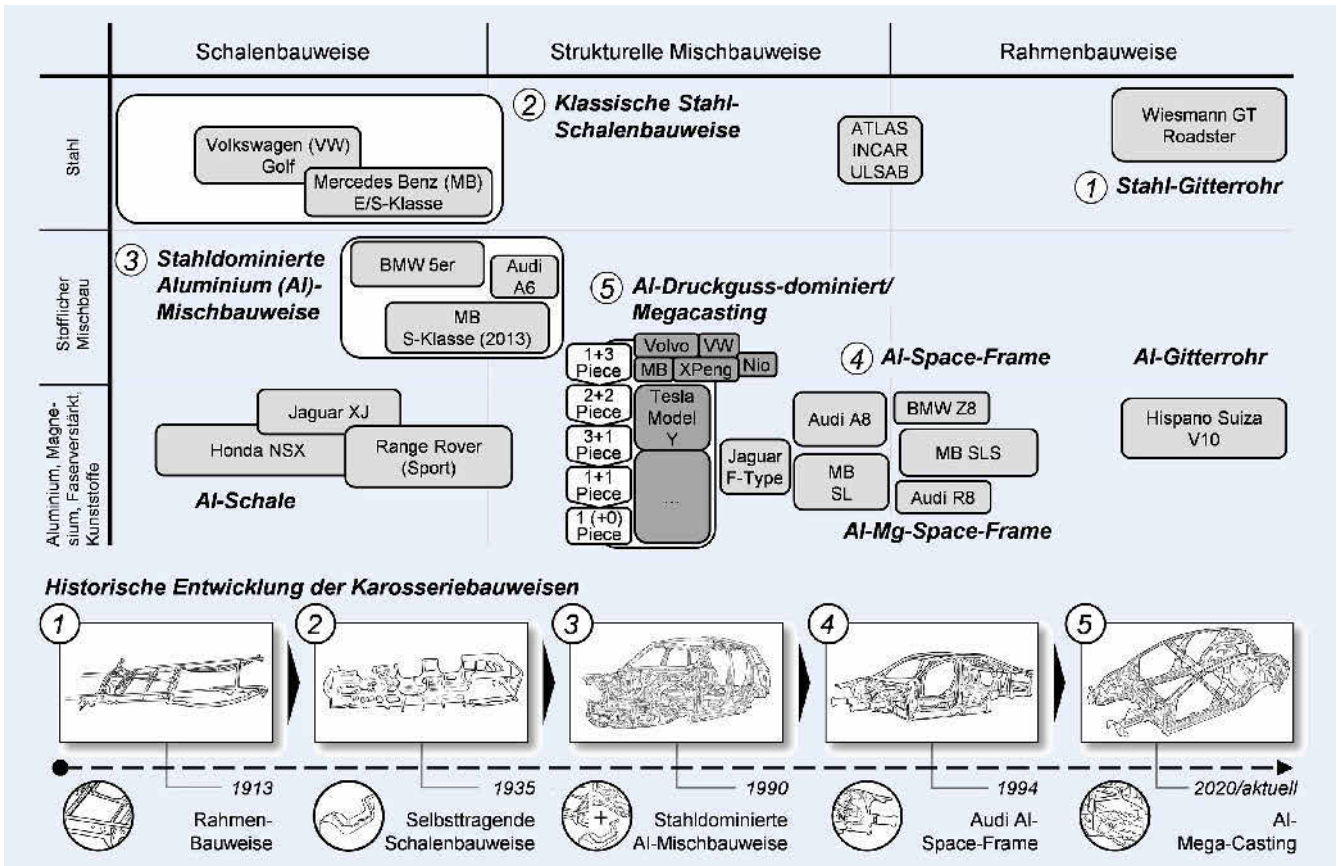 Schalenbauweise
Strukturelle Mischbauweise
Rahmenbauweise
Stahl
Volkswagen (VW)
Golf
Mercedes Benz (MB)
E/S-Klasse
2 Klassische Stahl-
Schalenbauweise
ATLAS
INCAR
ULSAB
Wiesmann GT
Roadster
1 Stahl-Gitterrohr
Stofflicher
Mischbau
3 Stahldominierte
Aluminium (Al)-
Mischbauweise
BMW 5er
Audi
A6
MB
S-Klasse (2013)
5 Al-Druckguss-dominiert/
Megacasting
1+3
Piece
Volvo
VW
MB
XPeng
Nio
4 Al-Space-Frame
Al-Gitterrohr
Aluminium, Magne-
sium, Faserverstärkt,
Kunststoffe
Jaguar XJ
Honda NSX
Range Rover
(Sport)
Al-Schale
2+2
Piece
3+1
Piece
1+1
Piece
1 (+0)
Piece
Tesla
Model
Y
...
Jaguar
F-Type
Audi A8
MB
SL
BMW Z8
MB SLS
Audi R8
Al-Mg-Space-Frame
Hispano Suiza
V10
Historische Entwicklung der Karosseriebauweisen
1
2
3
4
5
1913
1935
1990
1994
2020/aktuell
Rahmen-
Bauweise
Selbsttragende
Schalenbauweise
+
Stahldominierte
Al-Mischbauweise
Audi Al-
Space-Frame
Al-
Mega-Casting